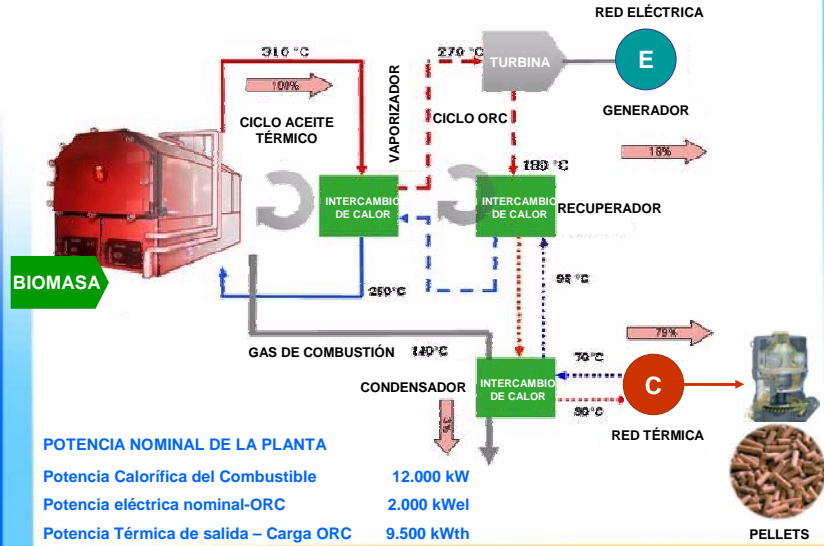 RED ELÉCTRICA
310 °C
270 °C
TURBINA
E
100%
CICLO ACEITE
TÉRMICO
VAPORIZADOR
CICLO ORC
GENERADOR
18%
INTERCAMBIO
DE CALOR
INTERCAMBIO
DE CALOR
RECUPERADOR
BIOMASA
250°C
79%
GAS DE COMBUSTIÓN
70°C
CONDENSADOR
INTERCAMBIO
DE CALOR
C
90°C
3%
RED TÉRMICA
POTENCIA NOMINAL DE LA PLANTA
Potencia Calorífica del Combustible 12.000 kW
Potencia eléctrica nominal-ORC 2.000 kWel
Potencia Térmica de salida – Carga ORC 9.500 kWth
PELLETS